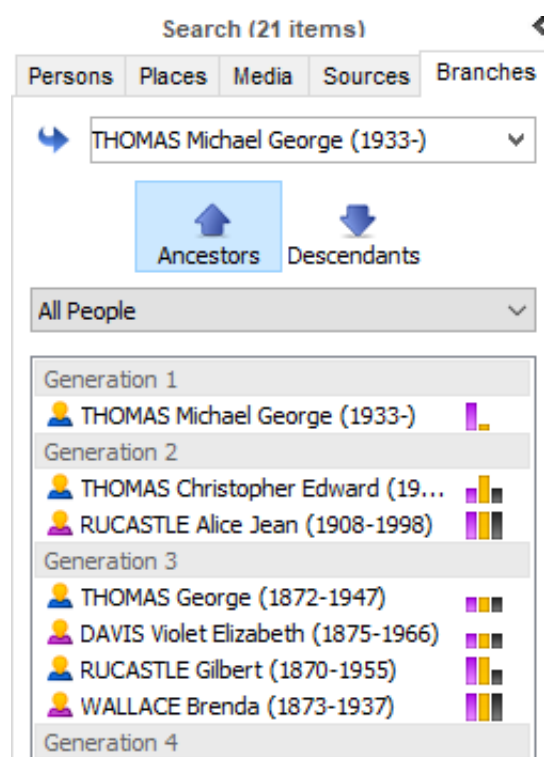 Search (21 items)
Persons Places Media Sources Branches
THOMAS Michael George (1933-)
Ancestors Descendants
All People
Generation 1
THOMAS Michael George (1933-)
Generation 2
THOMAS Christopher Edward (19...
RUCASTLE Alice Jean (1908-1998)
Generation 3
THOMAS George (1872-1947)
DAVIS Violet Elizabeth (1875-1966)
RUCASTLE Gilbert (1870-1955)
WALLACE Brenda (1873-1937)
Generation 4